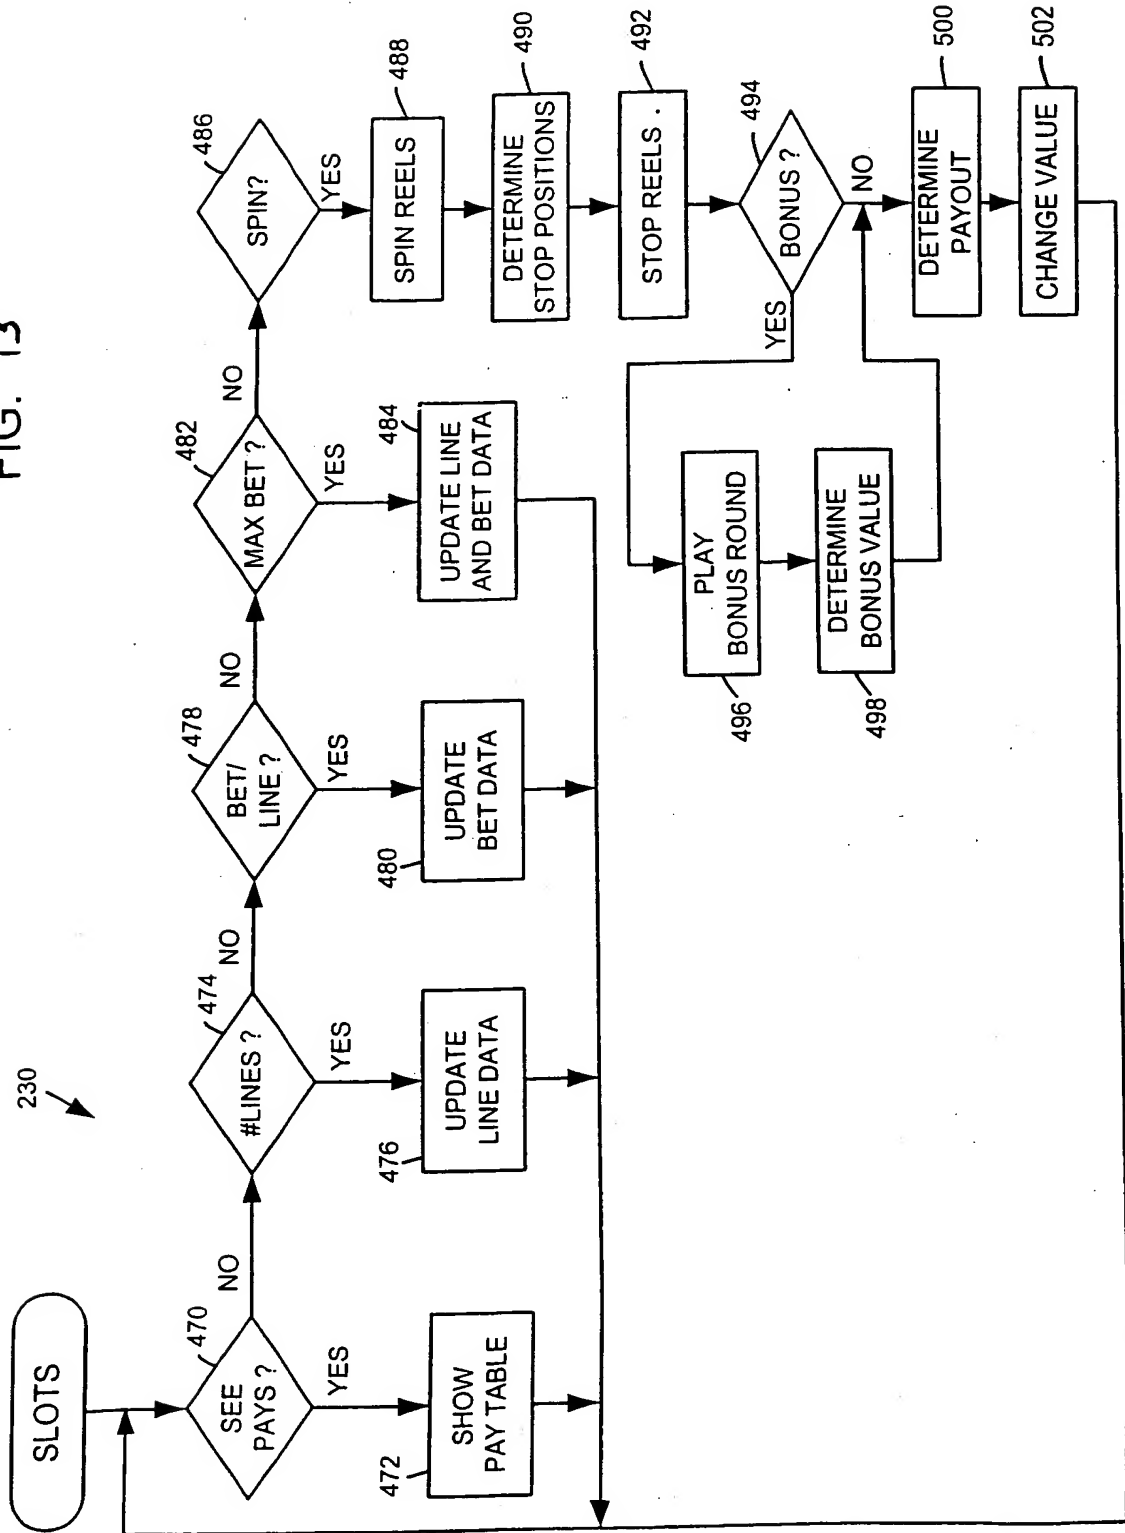 FIG. 13
230
SLOTS
470
SEE
PAYS ?
NO
YES
472
SHOW
PAY TABLE
474
#LINES ?
NO
YES
476
UPDATE
LINE DATA
478
BET/
LINE ?
NO
YES
480
UPDATE
BET DATA
482
MAX BET ?
NO
YES
484
UPDATE LINE
AND BET DATA
486
SPIN?
YES
488
SPIN REELS
490
DETERMINE
STOP POSITIONS
492
STOP REELS .
494
BONUS ?
YES
NO
496
PLAY
BONUS ROUND
498
DETERMINE
BONUS VALUE
500
DETERMINE
PAYOUT
502
CHANGE VALUE